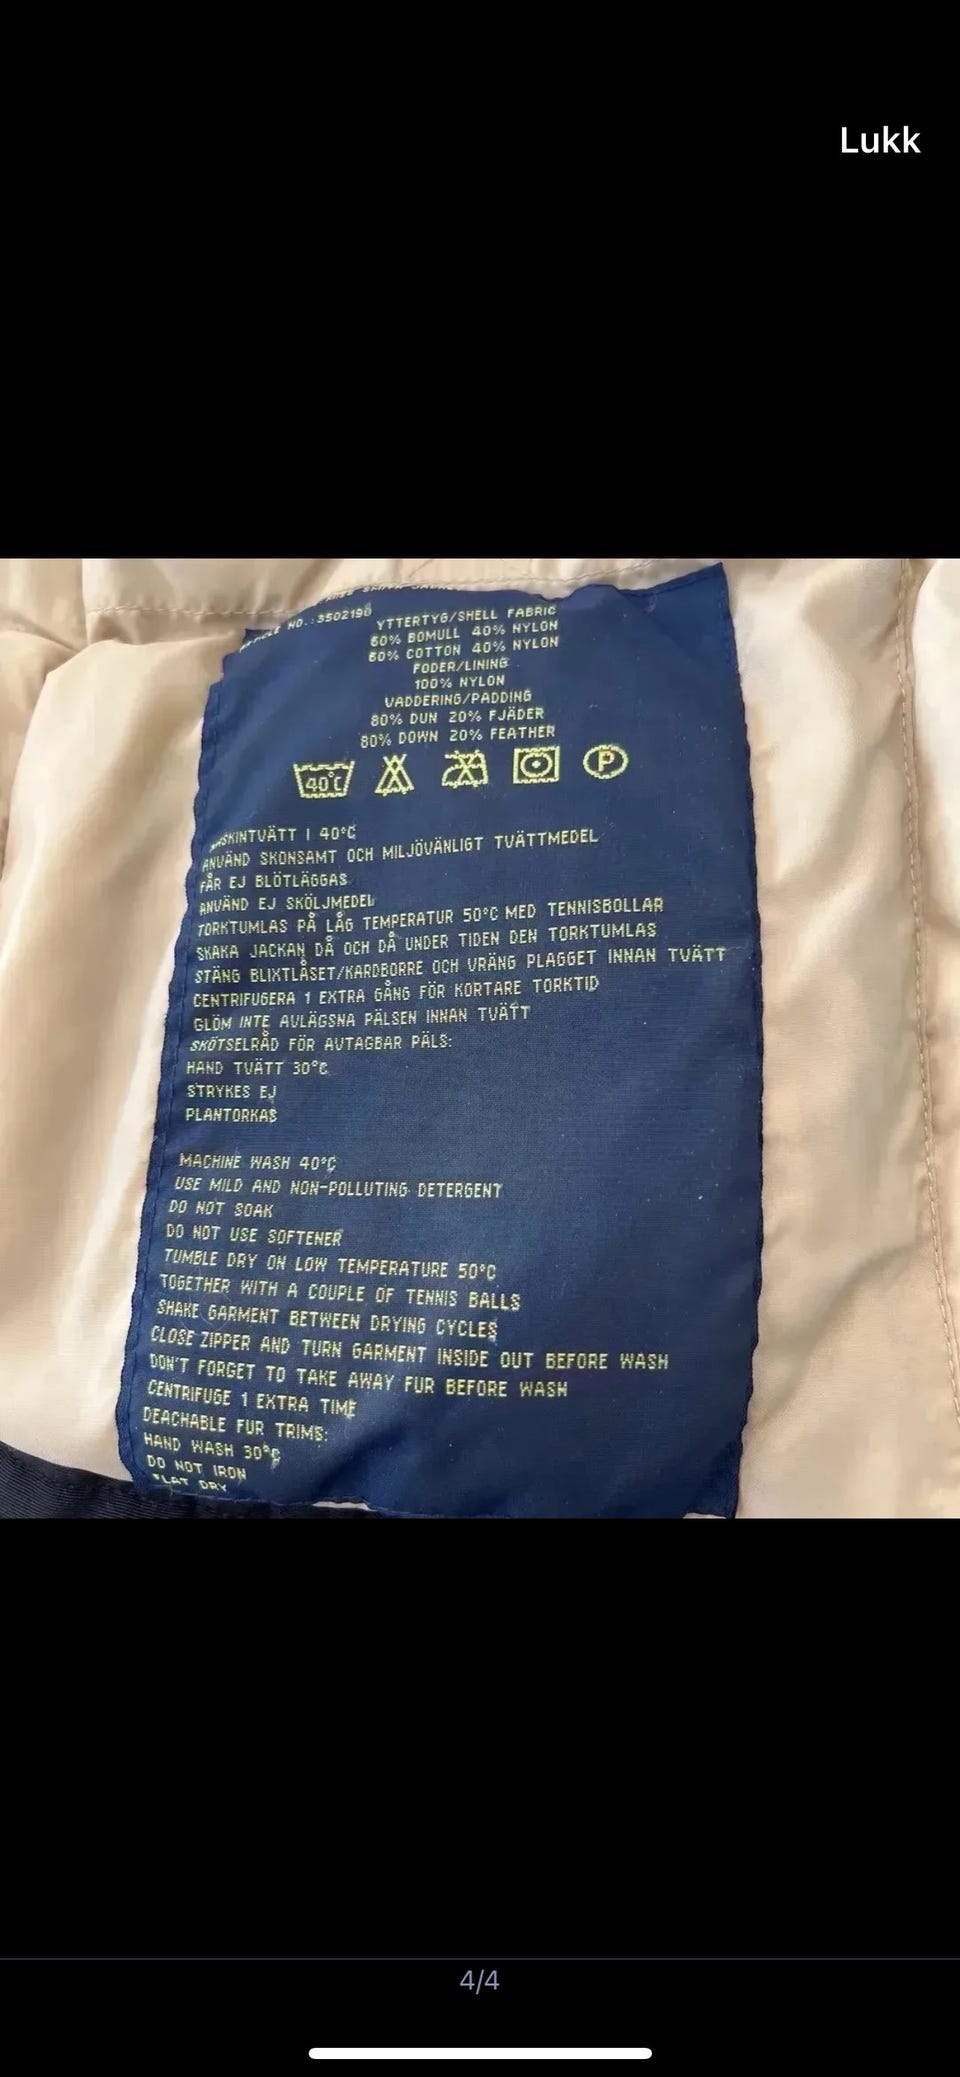 Lukk
MISS SMITH
NO.: 3502190
YTTERTYG/SHELL FABRIC
60% BOMULL 40% NYLON
60% COTTON 40% NYLON
FODER/LINING
100% NYLON
VADDERING/PADDING
80% DUN 20% FJÄDER
80% DOWN 20% FEATHER
40°C
P
MASKINTVÄTT I 40°C
ANVÄND SKONSAMT OCH MILJÖVÄNLIGT TVÄTTMEDEL
FÅR EJ BLÖTLÄGGAS
ANVÄND EJ SKÖLJMEDEL
TORKTUMLAS PÅ LÅG TEMPERATUR 50°C MED TENNISBOLLAR
SKAKA JACKAN DÅ OCH DÅ UNDER TIDEN DEN TORKTUMLAS
STÄNG BLIXTLÅSET/KARDBORRE OCH VRÄNG PLAGGET INNAN TVÄTT
CENTRIFUGERA 1 EXTRA GÅNG FÖR KORTARE TORKTID
GLÖM INTE AVLÄGSNA PÄLSEN INNAN TVÄTT
SKÖTSELRÅD FÖR AVTAGBAR PÄLS:
HAND TVÄTT 30°C
STRYKES EJ
PLANTORKAS
MACHINE WASH 40°C
USE MILD AND NON-POLLUTING DETERGENT
DO NOT SOAK
DO NOT USE SOFTENER
TUMBLE DRY ON LOW TEMPERATURE 50°C
TOGETHER WITH A COUPLE OF TENNIS BALLS
SHAKE GARMENT BETWEEN DRYING CYCLES
CLOSE ZIPPER AND TURN GARMENT INSIDE OUT BEFORE WASH
DON'T FORGET TO TAKE AWAY FUR BEFORE WASH
CENTRIFUGE 1 EXTRA TIME
DEACHABLE FUR TRIMS:
HAND WASH 30°C
DO NOT IRON
FLAT DRY
4/4